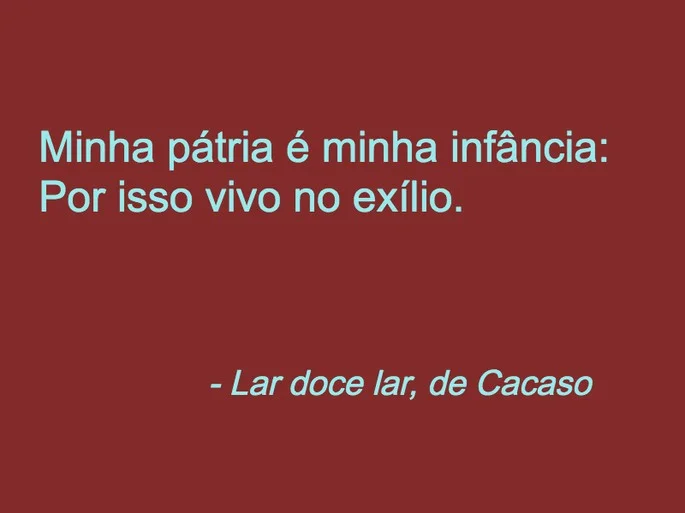 Minha pátria é minha infância:
Por isso vivo no exílio.
- Lar doce lar, de Cacaso